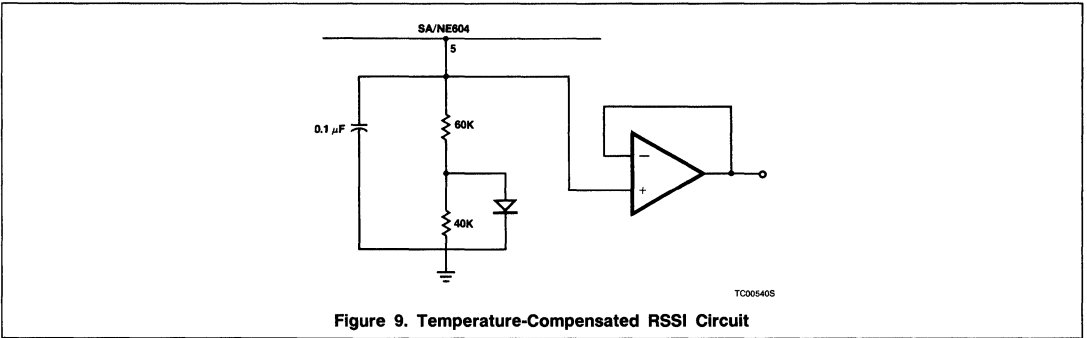 SA/NE604
5
0.1 μF
60K
40K
−
+
TC00540S
Figure 9. Temperature-Compensated RSSI Circuit